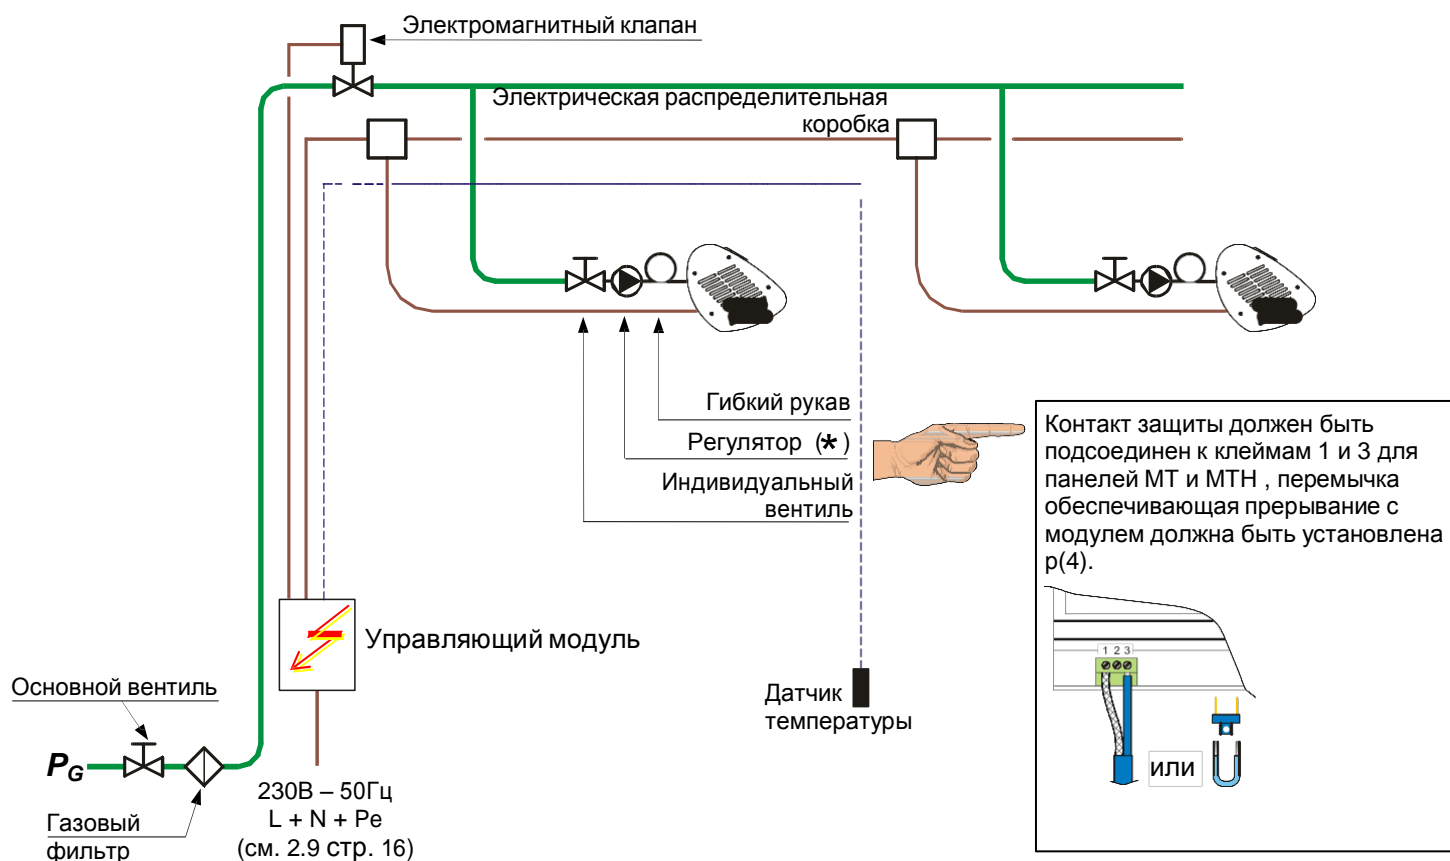 Электромагнитный клапан
Электрическая распределительная
коробка
Гибкий рукав
Регулятор (*)
Индивидуальный
вентиль
Контакт защиты должен быть
подсоединен к клеймам 1 и 3 для
панелей МТ и МТН , перемычка
обеспечивающая прерывание с
модулем должна быть установлена
р(4).
1 2 3
или
Управляющий модуль
Основной вентиль
Датчик
температуры
PG
230В – 50Гц
L + N + Pe
(см. 2.9 стр. 16)
Газовый
фильтр